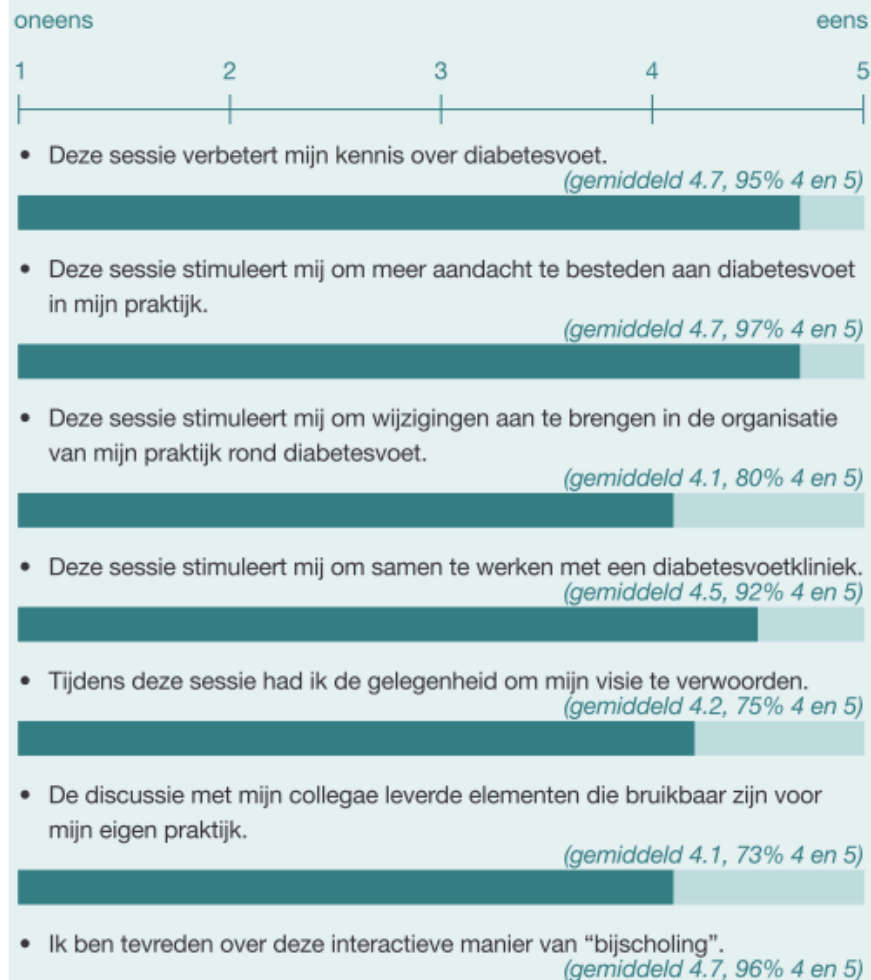 oneens eens
1 2 3 4 5
• Deze sessie verbetert mijn kennis over diabetesvoet.
(gemiddeld 4.7, 95% 4 en 5)
• Deze sessie stimuleert mij om meer aandacht te besteden aan diabetesvoet
in mijn praktijk.
(gemiddeld 4.7, 97% 4 en 5)
• Deze sessie stimuleert mij om wijzigingen aan te brengen in de organisatie
van mijn praktijk rond diabetesvoet.
(gemiddeld 4.1, 80% 4 en 5)
• Deze sessie stimuleert mij om samen te werken met een diabetesvoetkliniek.
(gemiddeld 4.5, 92% 4 en 5)
• Tijdens deze sessie had ik de gelegenheid om mijn visie te verwoorden.
(gemiddeld 4.2, 75% 4 en 5)
• De discussie met mijn collegae leverde elementen die bruikbaar zijn voor
mijn eigen praktijk.
(gemiddeld 4.1, 73% 4 en 5)
• Ik ben tevreden over deze interactieve manier van “bijscholing”.
(gemiddeld 4.7, 96% 4 en 5)